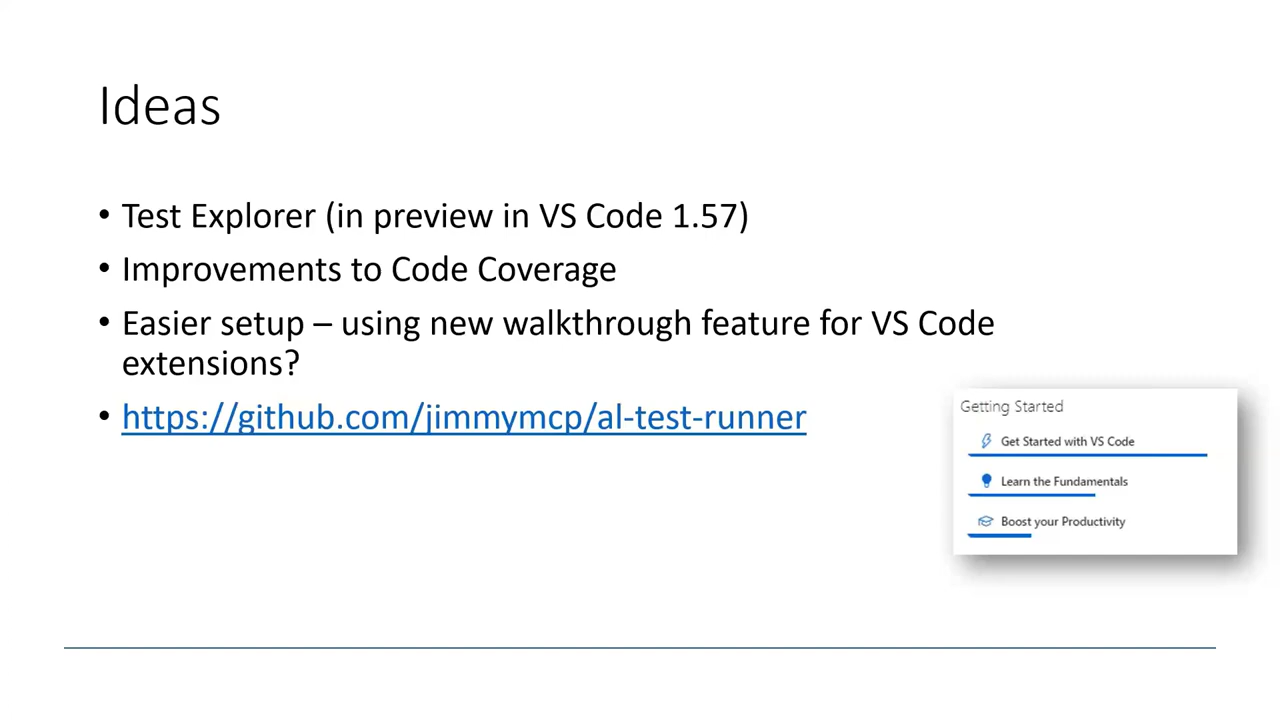 Ideas
• Test Explorer (in preview in VS Code 1.57)
• Improvements to Code Coverage
• Easier setup – using new walkthrough feature for VS Code
extensions?
• https://github.com/jimmymcp/al-test-runner
Getting Started
Get Started with VS Code
Learn the Fundamentals
Boost your Productivity